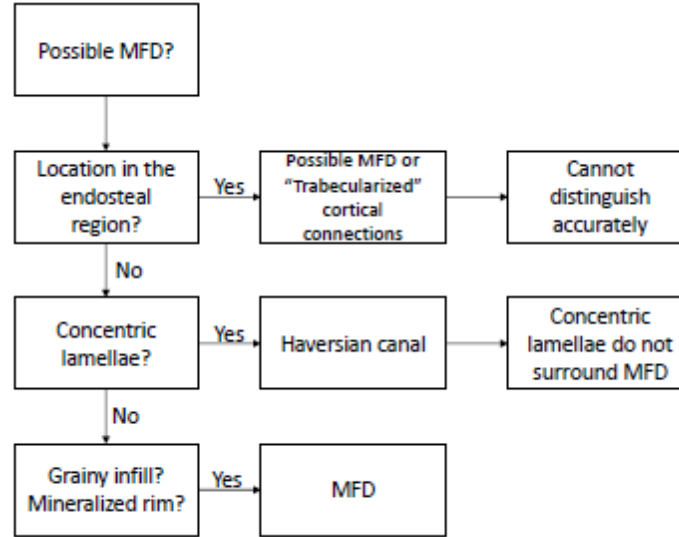 Possible MFD?
Location in the
endosteal
region?
Yes
Possible MFD or
“Trabecularized”
cortical
connections
Cannot
distinguish
accurately
No
Concentric
lamellae?
Yes
Haversian canal
Concentric
lamellae do not
surround MFD
No
Grainy infill?
Mineralized rim?
Yes
MFD